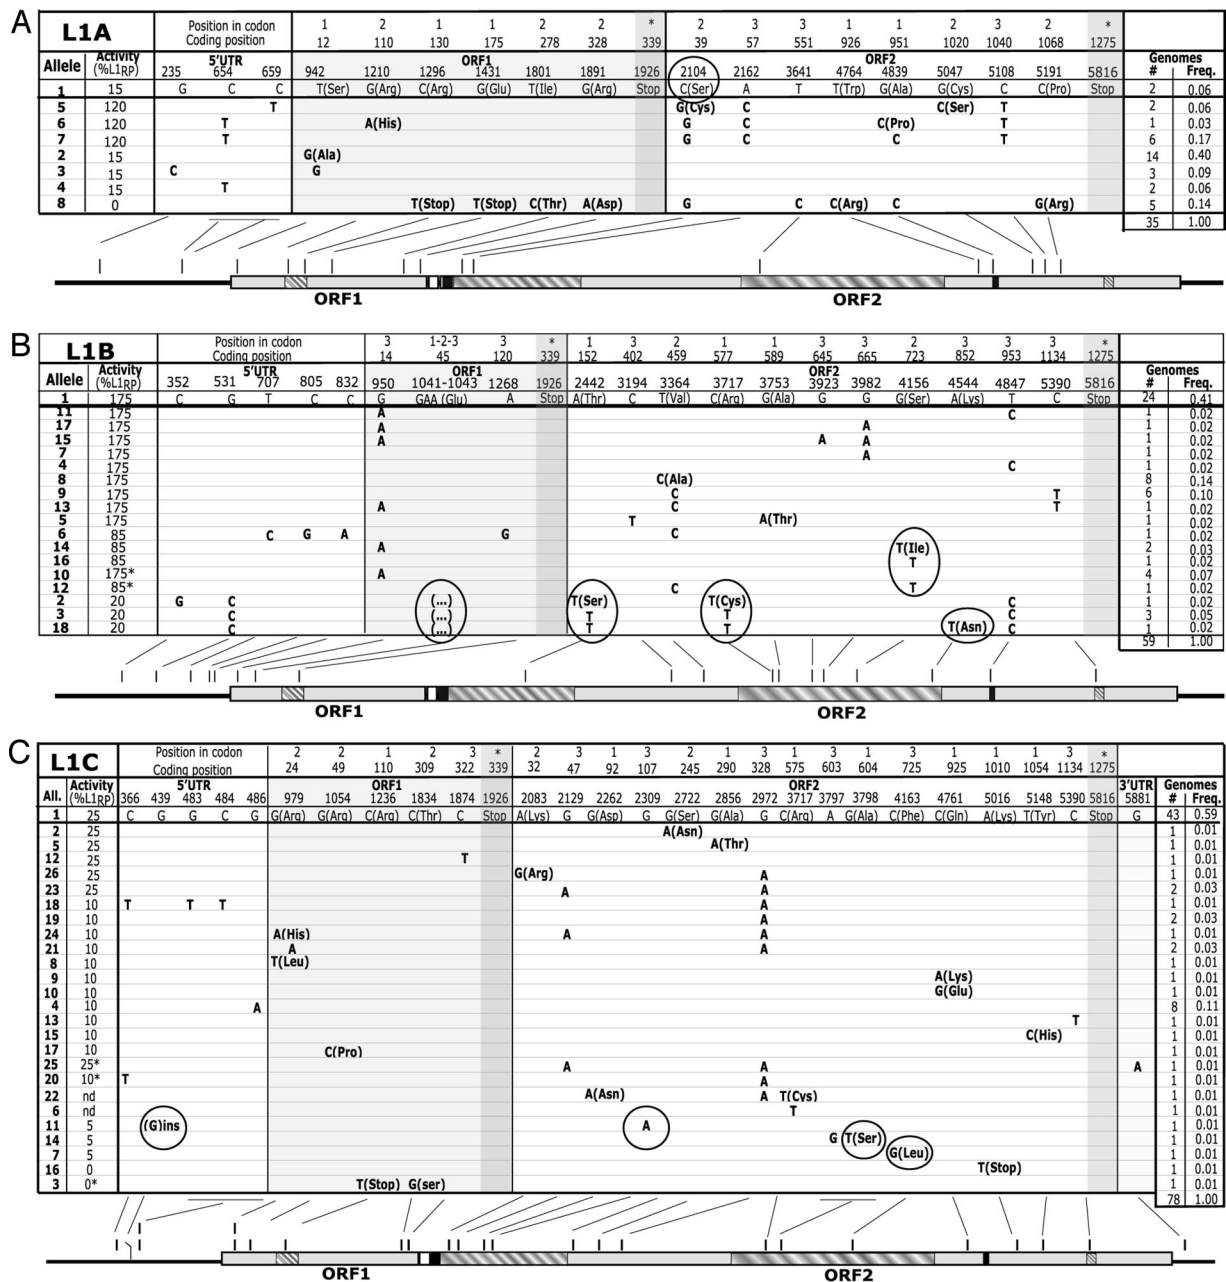 A
L1A Position in codon 1 2 1 1 2 2 * 2 3 3 1 1 2 3 2 *
Coding position 12 110 130 175 278 328 339 39 57 551 926 951 1020 1040 1068 1275
Allele Activity (%L1RP) 5'UTR ORF1 ORF2 Genomes
235 654 659 942 1210 1296 1431 1801 1891 1926 2104 2162 3641 4764 4839 5047 5108 5191 5816 # Freq.
1 15 G C C T(Ser) G(Arg) C(Arg) G(Glu) T(Ile) G(Arg) Stop C(Ser) A T T(Trp) G(Ala) G(Cys) C C(Pro) Stop 2 0.06
5 120 T G(Cys) C C(Ser) T 2 0.06
6 120 T A(His) G C C(Pro) T 1 0.03
7 120 T G C C T 6 0.17
2 15 G(Ala) 14 0.40
3 15 C G 3 0.09
4 15 T 2 0.06
8 0 T(Stop) T(Stop) C(Thr) A(Asp) G C C(Arg) C G(Arg) 5 0.14
35 1.00
ORF1 ORF2
B
L1B Position in codon 3 1-2-3 3 * 1 3 2 1 1 3 3 2 3 3 3 *
Coding position 14 45 120 339 152 402 459 577 589 645 665 723 852 953 1134 1275
Allele Activity (%L1RP) 5'UTR ORF1 ORF2 Genomes
352 531 707 805 832 950 1041-1043 1268 1926 2442 3194 3364 3717 3753 3923 3982 4156 4544 4847 5390 5816 # Freq.
1 175 C G T C C G GAA (Glu) A Stop A(Thr) C T(Val) C(Arg) G(Ala) G G G(Ser) A(Lys) T C Stop 24 0.41
11 175 A C 1 0.02
17 175 A A 1 0.02
15 175 A A A 1 0.02
7 175 A 1 0.02
4 175 C 1 0.02
8 175 C(Ala) 8 0.14
9 175 C T 6 0.10
13 175 A C T 1 0.02
5 175 T A(Thr) 1 0.02
6 85 C G A G C 1 0.02
14 85 A T(Ile) 2 0.03
16 85 T 1 0.02
10 175* A 4 0.07
12 85* C T 1 0.02
2 20 G C (...) T(Ser) T(Cys) C 1 0.02
3 20 C (...) T T C 3 0.05
18 20 C (...) T T T(Asn) C 1 0.02
59 1.00
ORF1 ORF2
C
L1C Position in codon 2 2 1 2 3 * 2 3 1 3 2 1 3 1 3 1 3 1 1 1 3 *
Coding position 24 49 110 309 322 339 32 47 92 107 245 290 328 575 603 604 725 925 1010 1054 1134 1275
All. Activity (%L1RP) 5'UTR ORF1 ORF2 3'UTR Genomes
366 439 483 484 486 979 1054 1236 1834 1874 1926 2083 2129 2262 2309 2722 2856 2972 3717 3797 3798 4163 4761 5016 5148 5390 5816 5881 # Freq.
1 25 C G G C G G(Arg) G(Arg) C(Arg) C(Thr) C Stop A(Lys) G G(Asp) G G(Ser) G(Ala) G C(Arg) A G(Ala) C(Phe) C(Gln) A(Lys) T(Tyr) C Stop G 43 0.59
2 25 A(Asn) 1 0.01
5 25 A(Thr) 1 0.01
12 25 T 1 0.01
26 25 G(Arg) A 1 0.01
23 25 A A 2 0.03
18 10 T T T A 1 0.01
19 10 A 2 0.03
24 10 A(His) A A 1 0.01
21 10 A A 2 0.03
8 10 T(Leu) 1 0.01
9 10 A(Lys) 1 0.01
10 10 G(Glu) 1 0.01
4 10 A 8 0.11
13 10 T 1 0.01
15 10 C(His) 1 0.01
17 10 C(Pro) 1 0.01
25 25* A A A 1 0.01
20 10* T A 1 0.01
22 nd A(Asn) A T(Cys) 1 0.01
6 nd T 1 0.01
11 5 (G)ins A 1 0.01
14 5 G T(Ser) 1 0.01
7 5 G(Leu) 1 0.01
16 0 T(Stop) 1 0.01
3 0* T(Stop) G(ser) 1 0.01
78 1.00
ORF1 ORF2